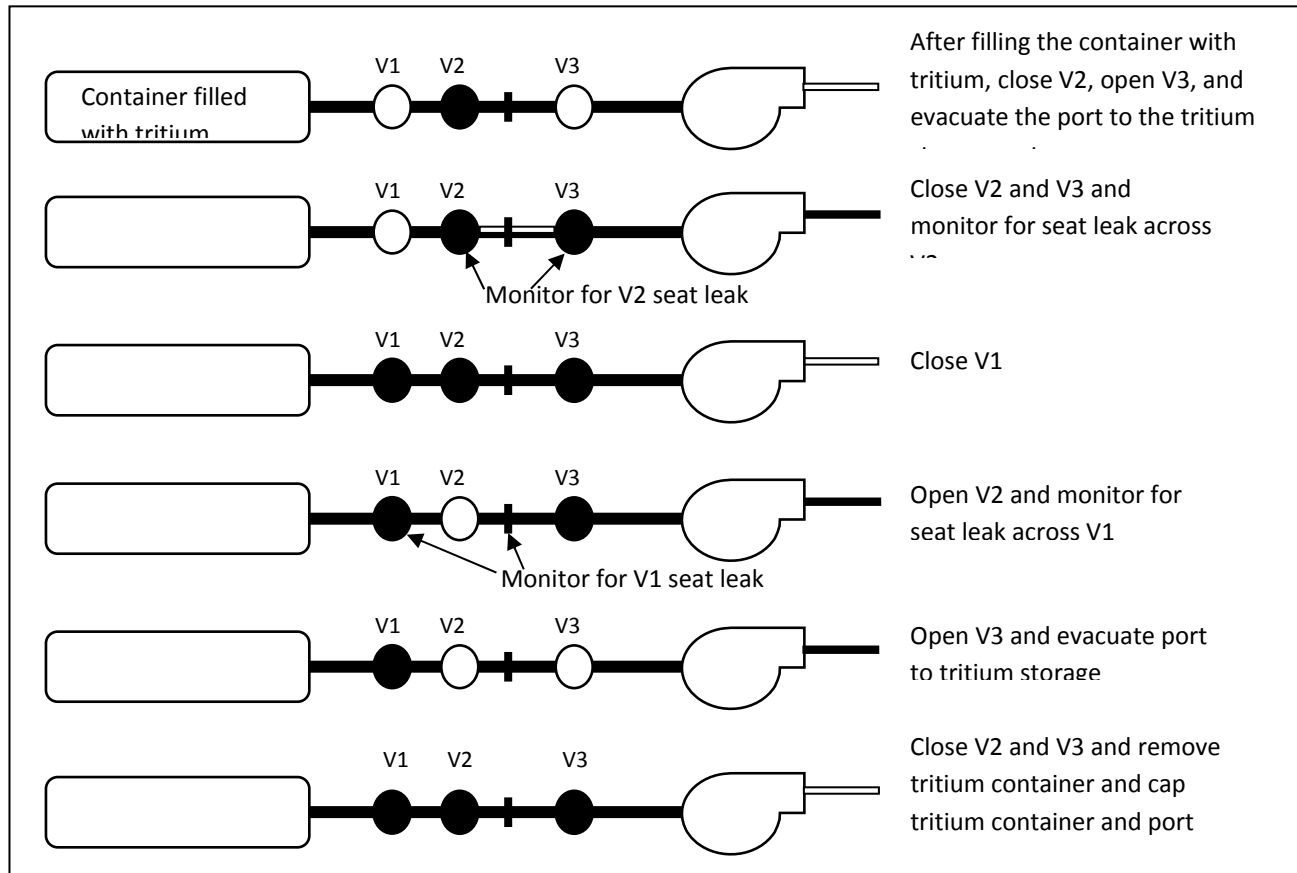 V1 V2 V3
Container filled
with tritium
After filling the container with
tritium, close V2, open V3, and
evacuate the port to the tritium
V1 V2 V3
Close V2 and V3 and
monitor for seat leak across
Monitor for V2 seat leak
V1 V2 V3
Close V1
V1 V2 V3
Open V2 and monitor for
seat leak across V1
Monitor for V1 seat leak
V1 V2 V3
Open V3 and evacuate port
to tritium storage
V1 V2 V3
Close V2 and V3 and remove
tritium container and cap
tritium container and port